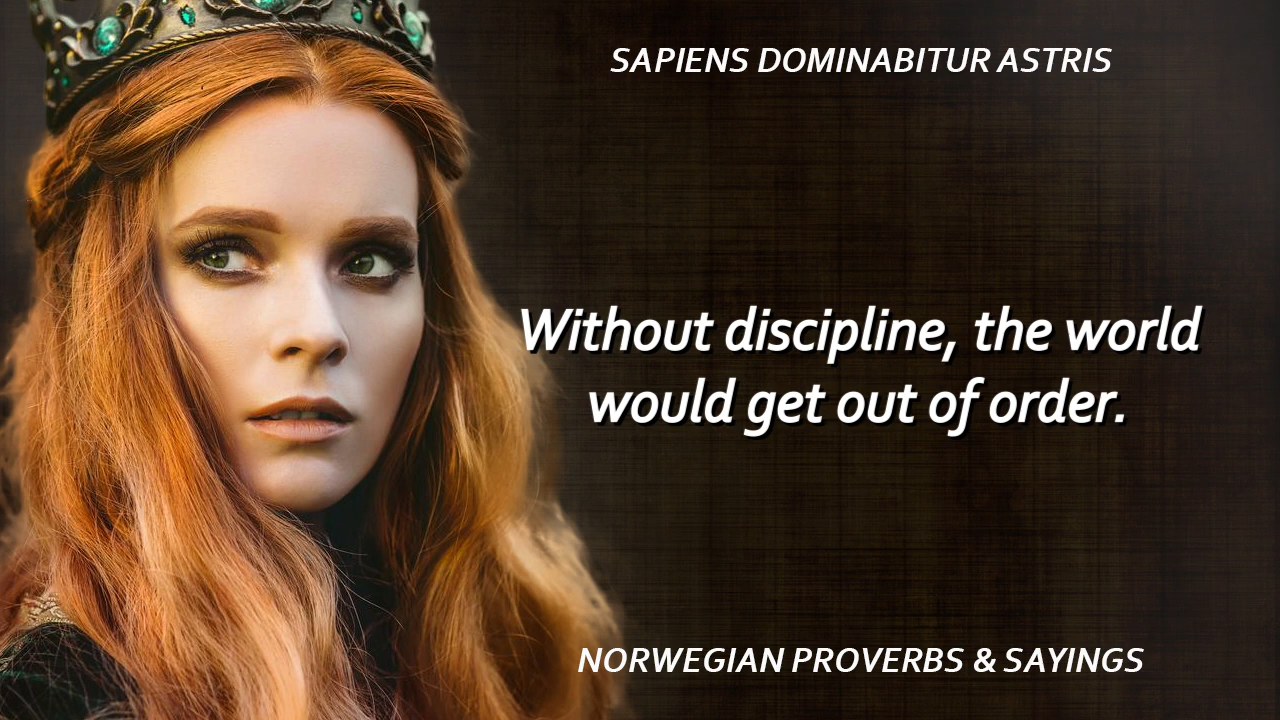 SAPIENS DOMINABITUR ASTRIS
Without discipline, the world
would get out of order.
NORWEGIAN PROVERBS & SAYINGS